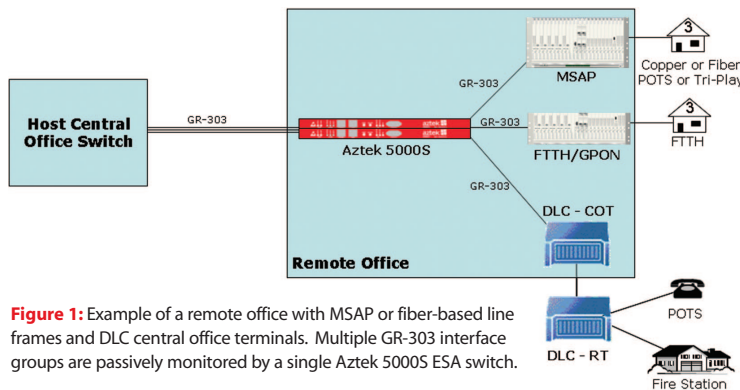 3
Copper or Fiber
POTS or Tri-Play
MSAP
GR-303
GR-303
Host Central
Office Switch
aztek
aztek
GR-303
3
Aztek 5000S
FTTH/GPON
FTTH
GR-303
DLC - COT
Remote Office
Figure 1: Example of a remote office with MSAP or fiber-based line
frames and DLC central office terminals. Multiple GR-303 interface
groups are passively monitored by a single Aztek 5000S ESA switch.
POTS
DLC - RT
Fire Station